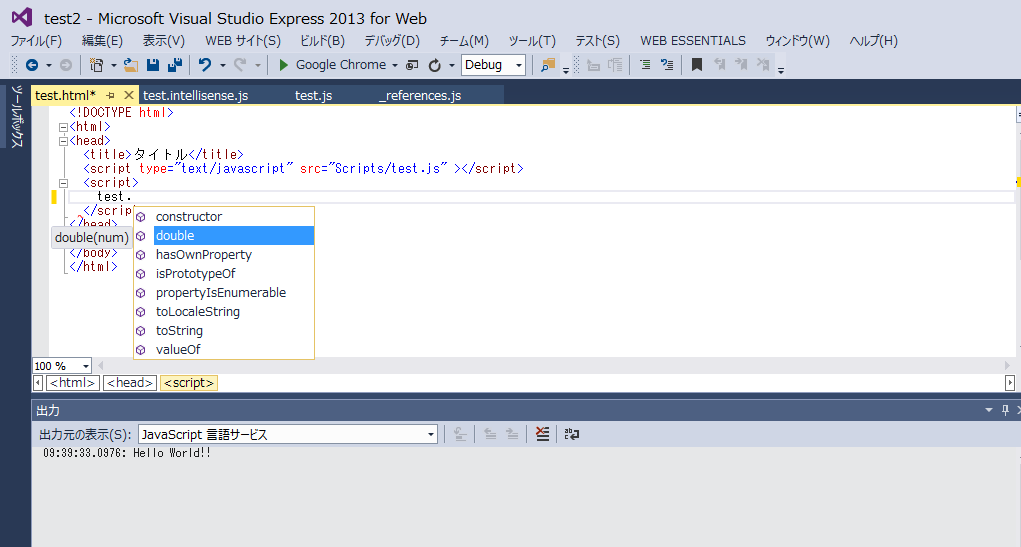 test2 - Microsoft Visual Studio Express 2013 for Web
ファイル(F) 編集(E) 表示(V) WEB サイト(S) ビルド(B) デバッグ(D) チーム(M) ツール(T) テスト(S) WEB ESSENTIALS ウィンドウ(W) ヘルプ(H)
Google Chrome Debug
ツールボックス
test.html* test.intellisense.js test.js _references.js
<!DOCTYPE html>
<html>
<head>
<title>タイトル</title>
<script type="text/javascript" src="Scripts/test.js" ></script>
<script>
test.
</script
constructor
</head>
double(num)
double
hasOwnProperty
</body>
isPrototypeOf
</html>
propertyIsEnumerable
toLocaleString
toString
valueOf
100 %
<html> <head> <script>
出力
出力元の表示(S): JavaScript 言語サービス
09:39:33.0976: Hello World!!